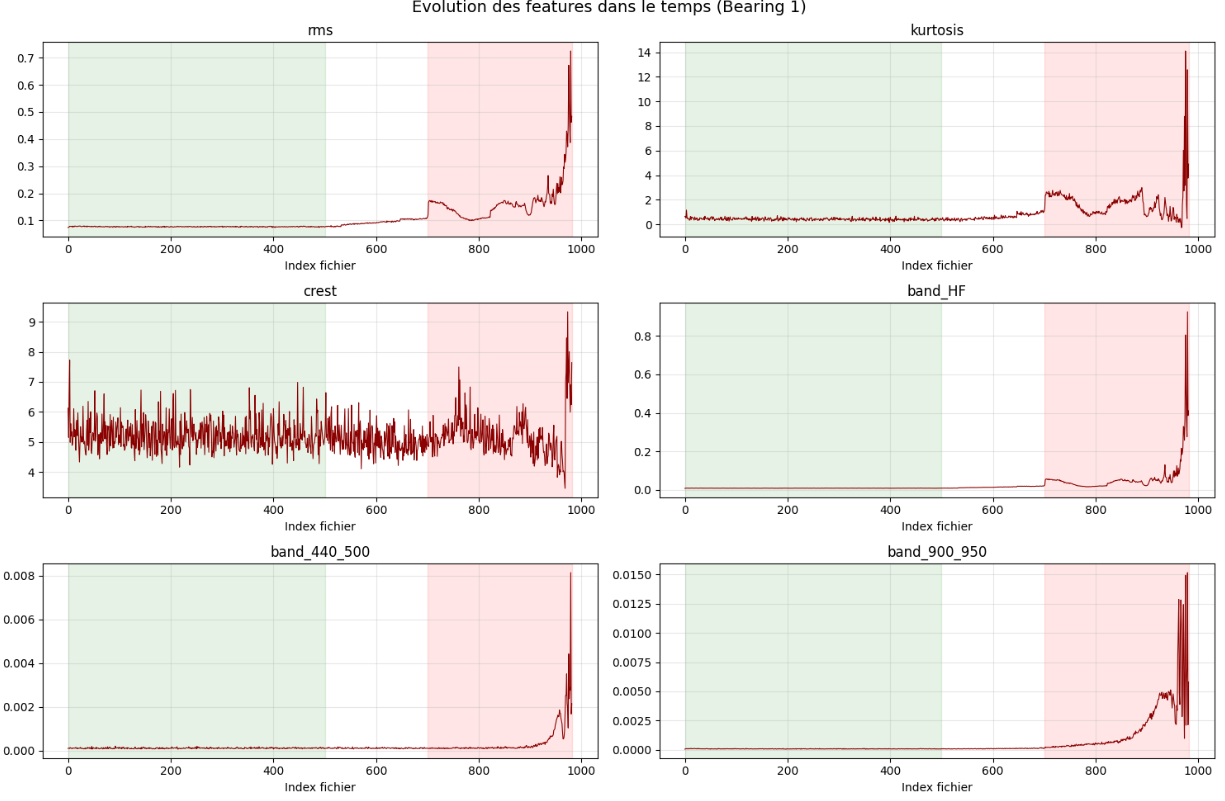 Evolution des features dans le temps (Bearing 1)
rms
kurtosis
0.7
0.6
0.5
0.4
0.3
0.2
0.1
0 200 400 600 800 1000
Index fichier
14
12
10
8
6
4
2
0
0 200 400 600 800 1000
Index fichier
crest
band_HF
9
8
7
6
5
4
0 200 400 600 800 1000
Index fichier
0.8
0.6
0.4
0.2
0.0
0 200 400 600 800 1000
Index fichier
band_440_500
band_900_950
0.008
0.006
0.004
0.002
0.000
0 200 400 600 800 1000
Index fichier
0.0150
0.0125
0.0100
0.0075
0.0050
0.0025
0.0000
0 200 400 600 800 1000
Index fichier